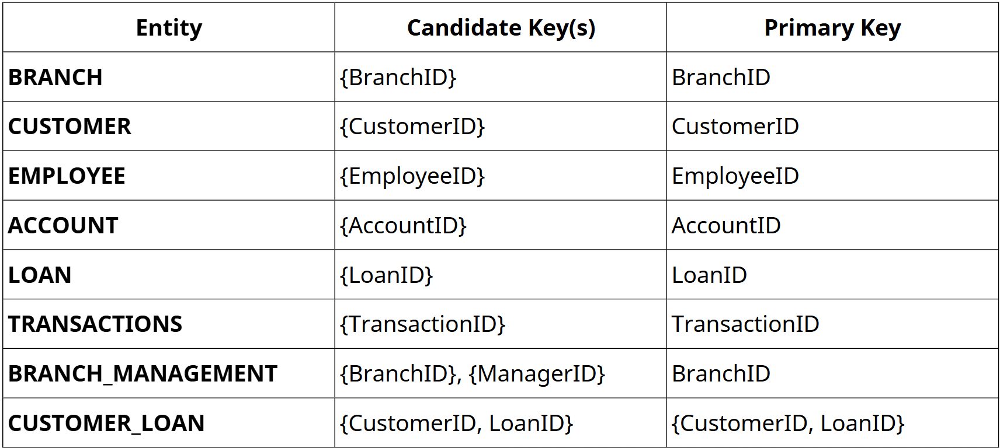 Entity Candidate Key(s) Primary Key
BRANCH {BranchID} BranchID
CUSTOMER {CustomerID} CustomerID
EMPLOYEE {EmployeeID} EmployeeID
ACCOUNT {AccountID} AccountID
LOAN {LoanID} LoanID
TRANSACTIONS {TransactionID} TransactionID
BRANCH_MANAGEMENT {BranchID}, {ManagerID} BranchID
CUSTOMER_LOAN {CustomerID, LoanID} {CustomerID, LoanID}